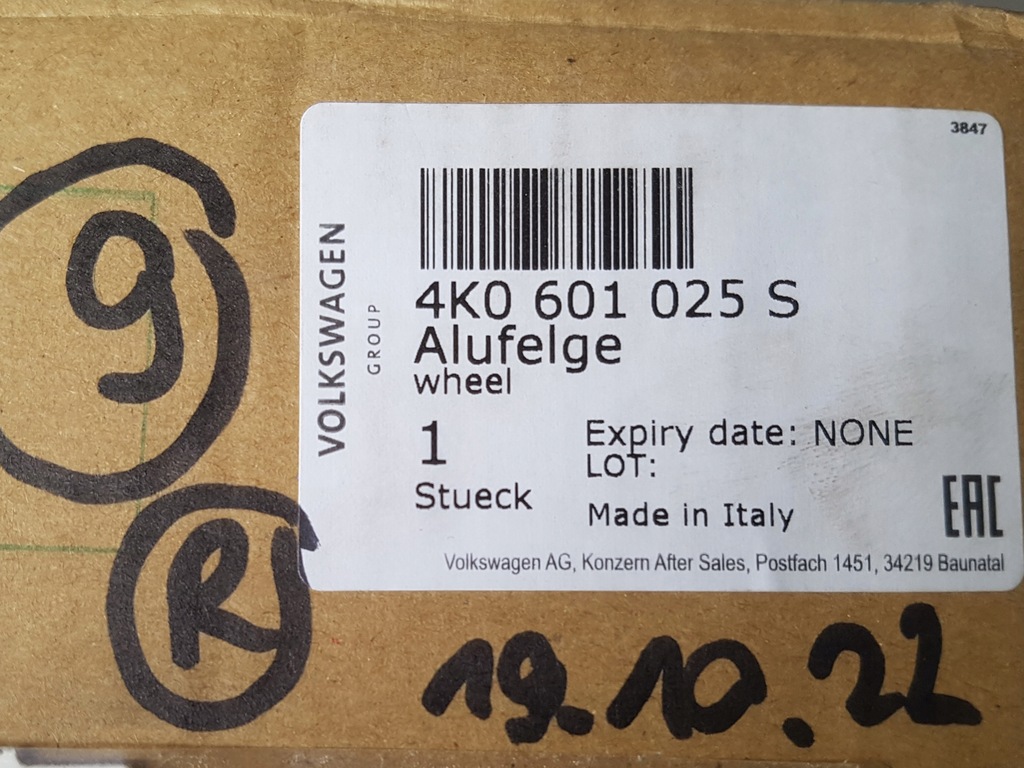 3847
VOLKSWAGEN
GROUP
4K0 601 025 S
Alufelge
wheel
1
Stueck
Expiry date: NONE
LOT:
Made in Italy
EAC
Volkswagen AG, Konzern After Sales, Postfach 1451, 34219 Baunatal
9
R
19.10.22